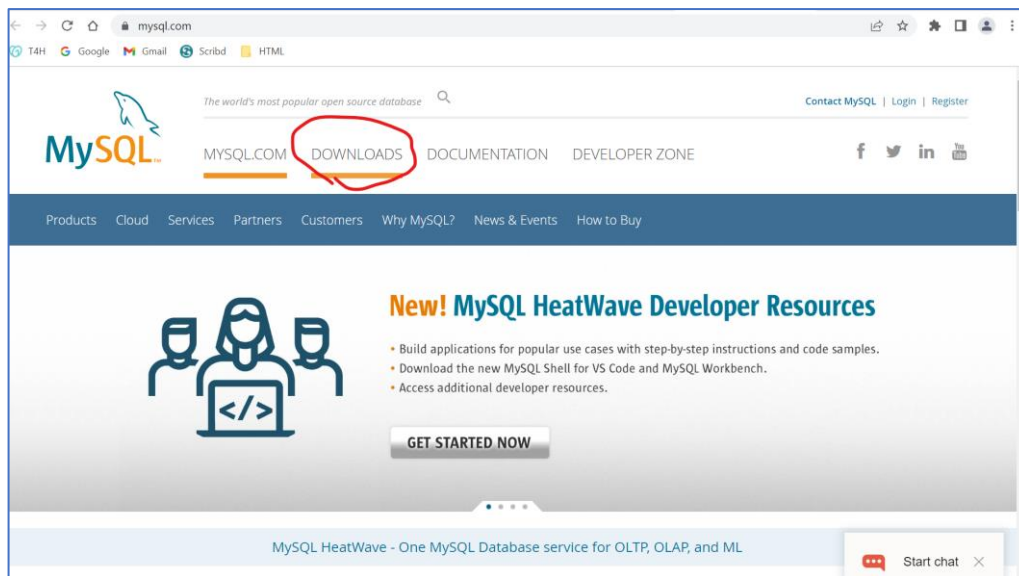 mysql.com
T4H Google Gmail Scribd HTML
The world's most popular open source database
Contact MySQL | Login | Register
MySQL™
MYSQL.COM DOWNLOADS DOCUMENTATION DEVELOPER ZONE
f in You Tube
Products Cloud Services Partners Customers Why MySQL? News & Events How to Buy
New! MySQL HeatWave Developer Resources
• Build applications for popular use cases with step-by-step instructions and code samples.
• Download the new MySQL Shell for VS Code and MySQL Workbench.
• Access additional developer resources.
</>
GET STARTED NOW
MySQL HeatWave - One MySQL Database service for OLTP, OLAP, and ML
Start chat